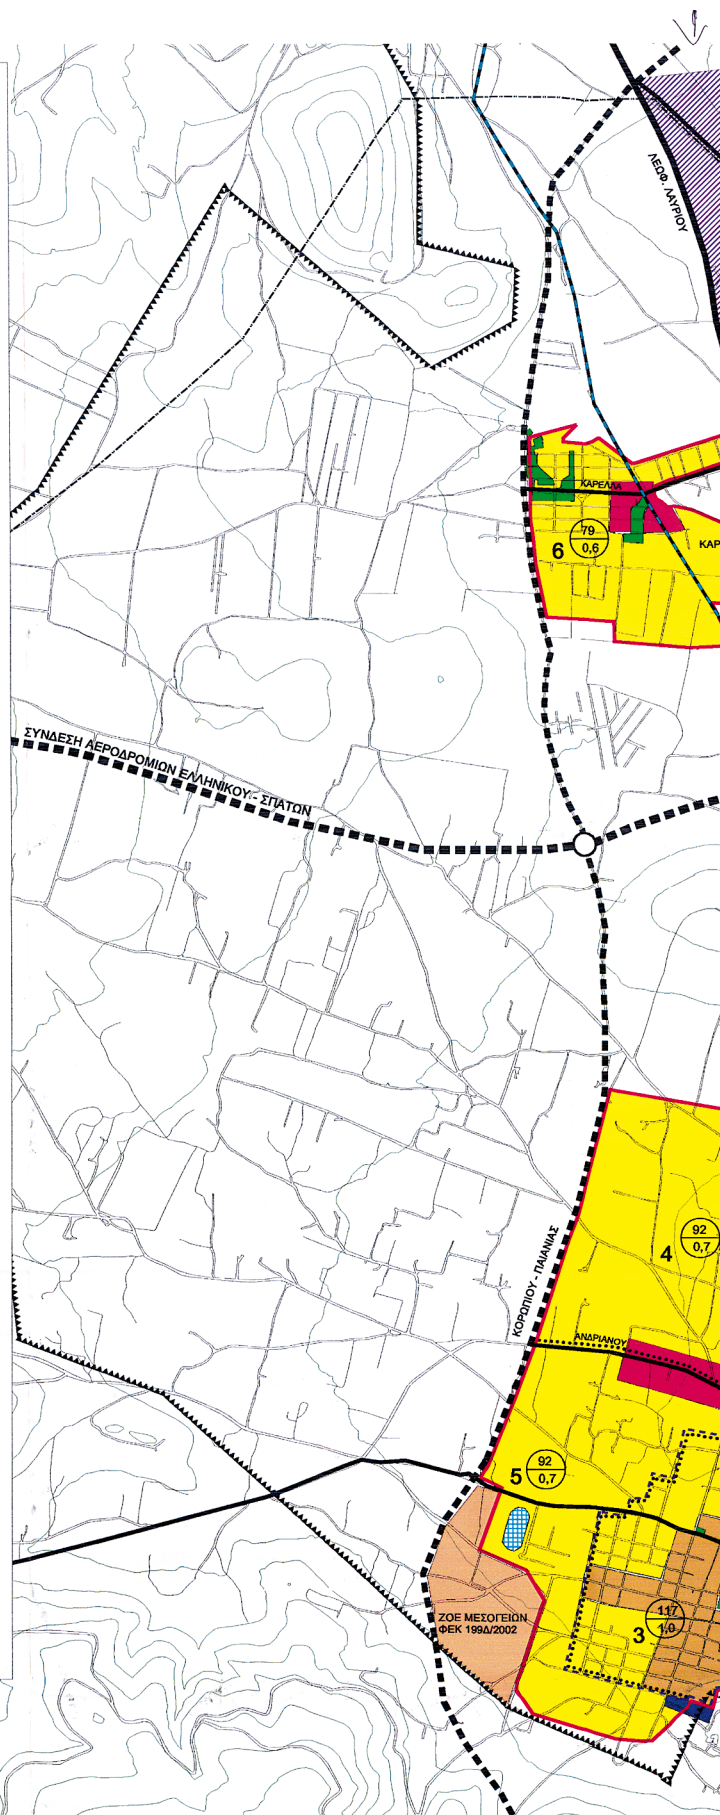 ΛΕΩΦ. ΛΑΥΡΙΟΥ
ΚΑΡΕΛΛΑ
79
0,6
6
ΚΑΡ
ΣΥΝΔΕΣΗ ΑΕΡΟΔΡΟΜΙΩΝ ΕΛΛΗΝΙΚΟΥ - ΣΠΑΤΩΝ
92
0,7
4
ΚΟΡΩΠΙΟΥ - ΠΑΙΑΝΙΑΣ
ΑΝΔΡΙΑΝΟΥ
92
0,7
5
ΖΟΕ ΜΕΣΟΓΕΙΩΝ
ΦΕΚ 199Δ/2002
117
1,0
3